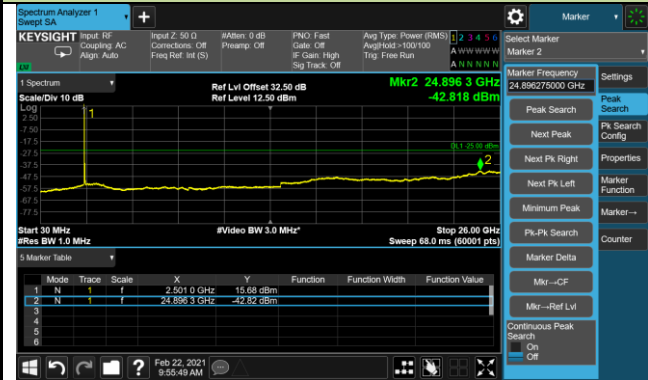 Spectrum Analyzer 1
Swept SA
Marker
KEYSIGHT
Input: RF
Coupling: AC
Align: Auto
Input Z: 50 Ω
Corrections: Off
Freq Ref: Int (S)
#Atten: 0 dB
Preamp: Off
PNO: Fast
Gate: Off
IF Gain: High
Sig Track: Off
Avg Type: Power (RMS)
Avg|Hold:>100/100
Trig: Free Run
1 2 3 4 5 6
A W W W W W
A N N N N N
Select Marker
Marker 2
1 Spectrum
Scale/Div 10 dB
Ref Lvl Offset 32.50 dB
Ref Level 12.50 dBm
Mkr2 24.896 3 GHz
-42.818 dBm
Log
2.50
-7.50
-17.5
-27.5
-37.5
-47.5
-57.5
-67.5
-77.5
1
DL1 -25.00 dBm
2
Start 30 MHz
#Video BW 3.0 MHz*
Stop 26.00 GHz
#Res BW 1.0 MHz
Sweep 68.0 ms (60001 pts)
5 Marker Table
Mode Trace Scale X Y Function Function Width Function Value
1 N 1 f 2.501 0 GHz 15.68 dBm
2 N 1 f 24.896 3 GHz -42.82 dBm
3
4
5
6
Feb 22, 2021
9:55:49 AM
Marker Frequency
24.896275000 GHz
Peak Search
Next Peak
Next Pk Right
Next Pk Left
Minimum Peak
Pk-Pk Search
Marker Delta
Mkr→CF
Mkr→Ref Lvl
Continuous Peak
Search
On
Off
Settings
Peak
Search
Pk Search
Config
Properties
Marker
Function
Marker→
Counter